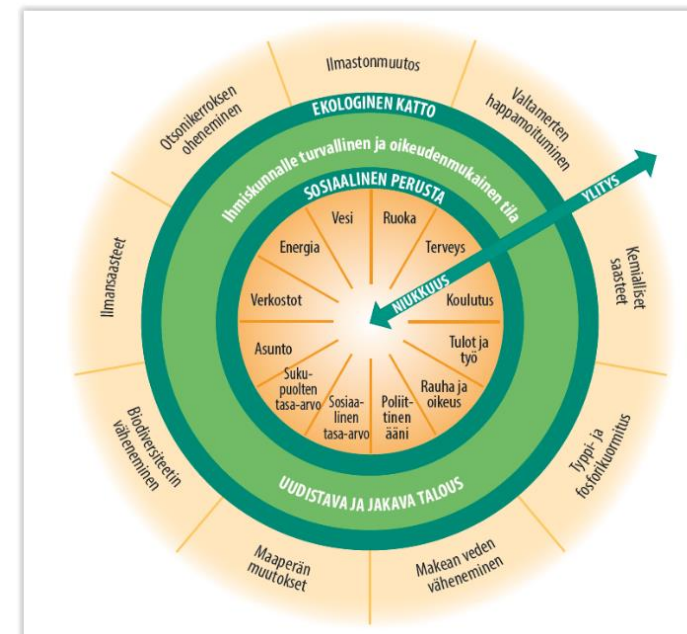 Ilmastonmuutos
Valtamerten
happamoituminen
Kemialliset
saasteet
Typpi- ja
fosforikuormitus
Makean veden
väheneminen
Maaperän
muutokset
Biodiversiteetin
väheneminen
Ilmansaasteet
Otsonikerroksen
oheneminen
EKOLOGINEN KATTO
Ihmiskunnalle turvallinen ja oikeudenmukainen tila
SOSIAALINEN PERUSTA
YLITYS
NIUKKUUS
Vesi
Ruoka
Terveys
Koulutus
Tulot ja
työ
Rauha ja
oikeus
Poliit-
tinen
ääni
Sosiaa-
linen
tasa-arvo
Suku-
puolten
tasa-arvo
Asunto
Verkostot
Energia
UUDISTAVA JA JAKAVA TALOUS